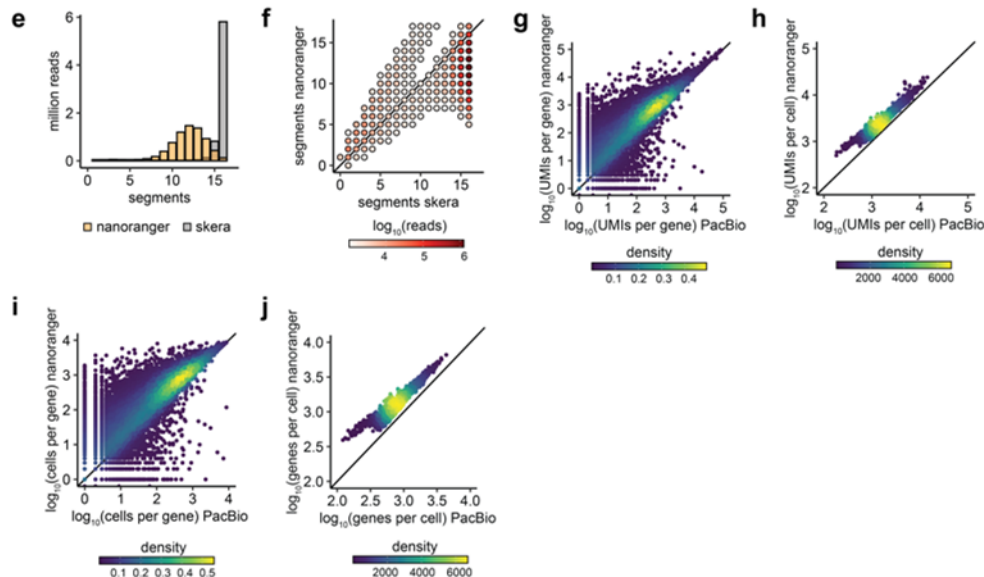 e
million reads
6
4
2
0
0 5 10 15
segments
nanoranger skera
f
segments nanoranger
15
10
5
0
0 5 10 15
segments skera
log10(reads)
4 5 6
g
log10(UMIs per gene) nanoranger
5
4
3
2
1
0
0 1 2 3 4 5
log10(UMIs per gene) PacBio
density
0.1 0.2 0.3 0.4
h
log10(UMIs per cell) nanoranger
5
4
3
2
2 3 4 5
log10(UMIs per cell) PacBio
density
2000 4000 6000
i
log10(cells per gene) nanoranger
4
3
2
1
0
0 1 2 3 4
log10(cells per gene) PacBio
density
0.1 0.2 0.3 0.4 0.5
j
log10(genes per cell) nanoranger
4.0
3.5
3.0
2.5
2.0
2.0 2.5 3.0 3.5 4.0
log10(genes per cell) PacBio
density
2000 4000 6000